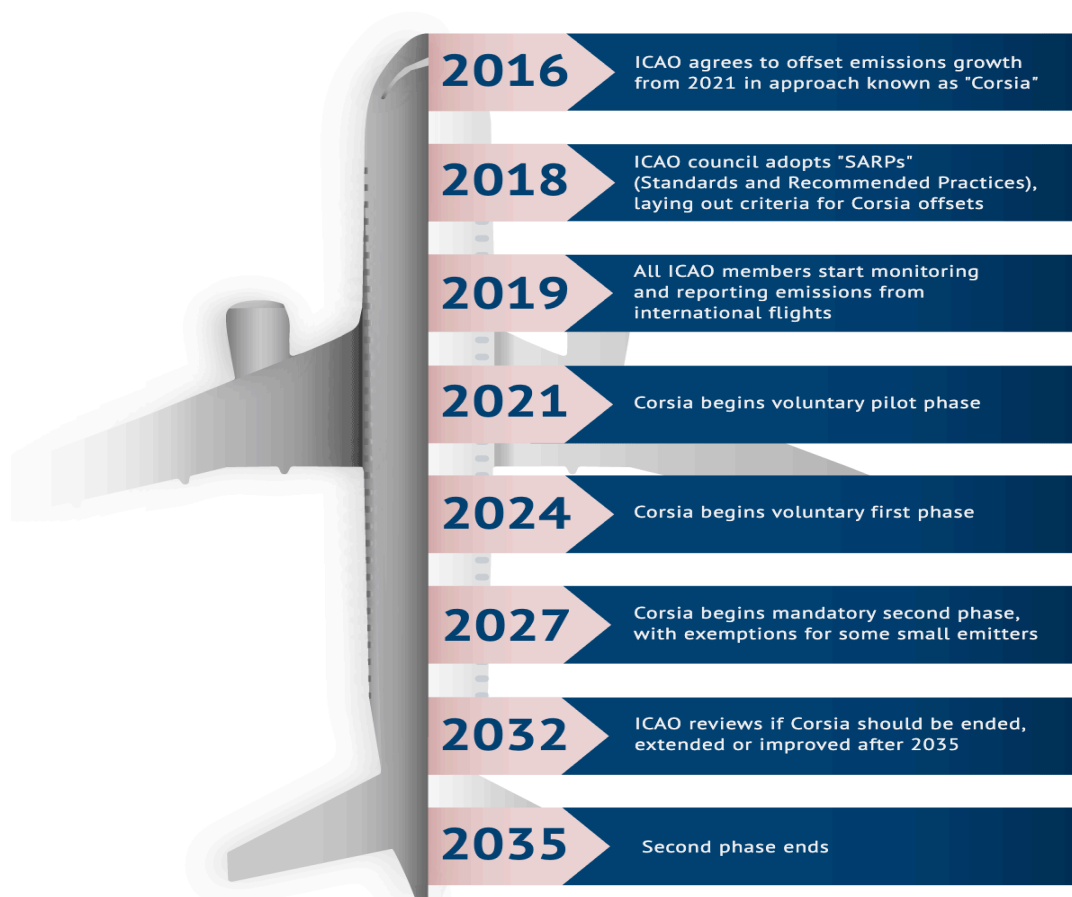 2016
ICAO agrees to offset emissions growth
from 2021 in approach known as "Corsia"
2018
ICAO council adopts "SARPs"
(Standards and Recommended Practices),
laying out criteria for Corsia offsets
2019
All ICAO members start monitoring
and reporting emissions from
international flights
2021
Corsia begins voluntary pilot phase
2024
Corsia begins voluntary first phase
2027
Corsia begins mandatory second phase,
with exemptions for some small emitters
2032
ICAO reviews if Corsia should be ended,
extended or improved after 2035
2035
Second phase ends